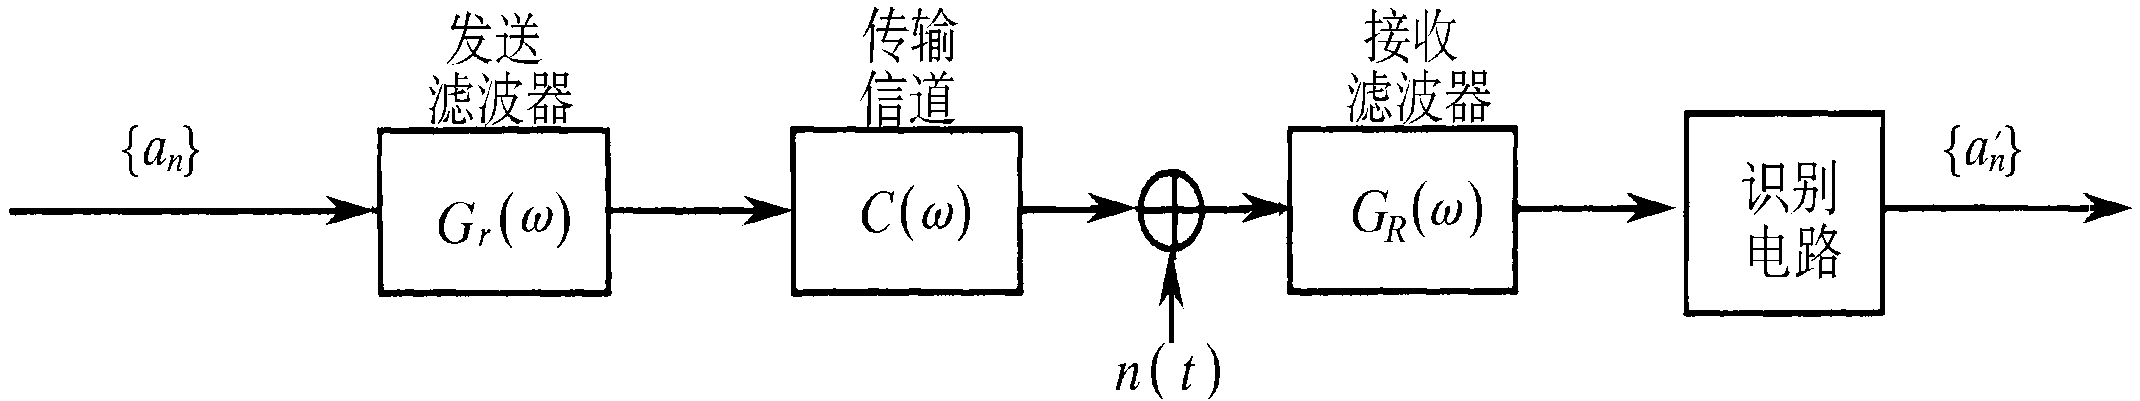 发送
滤波器
传输
信道
接收
滤波器
{aₙ}
Gᵣ(ω)
C(ω)
G_R(ω)
识别
电路
{a′ₙ}
n(t)